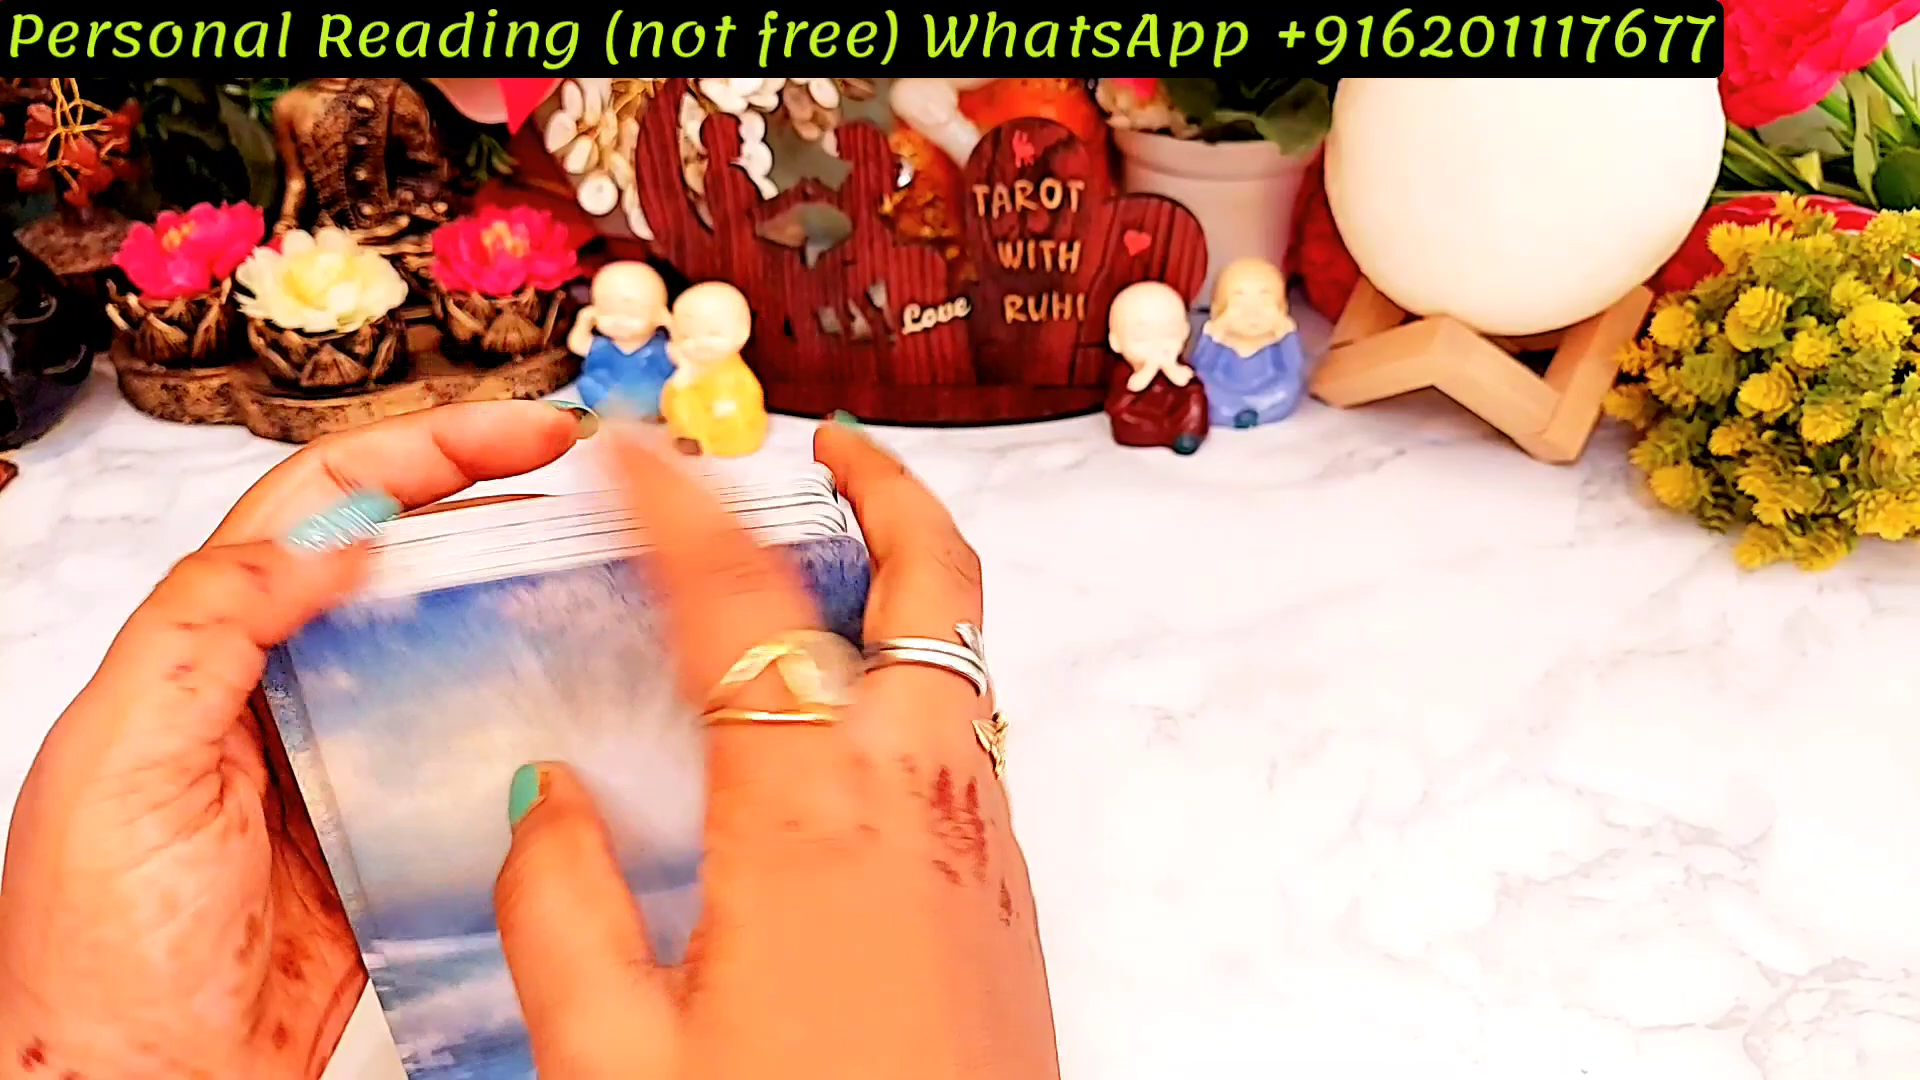 Personal Reading (not free) WhatsApp +916201117677
TAROT
WITH
RUHI
Love